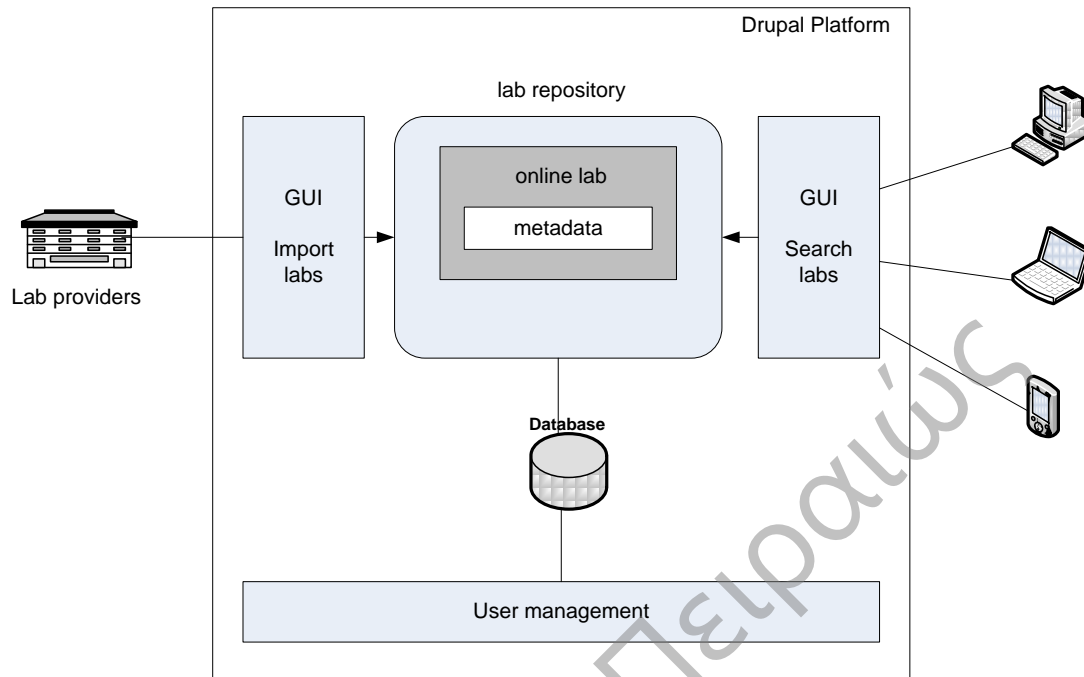 Drupal Platform
lab repository
GUI
Import
labs
online lab
metadata
GUI
Search
labs
Lab providers
Database
User management
Πειραιώς